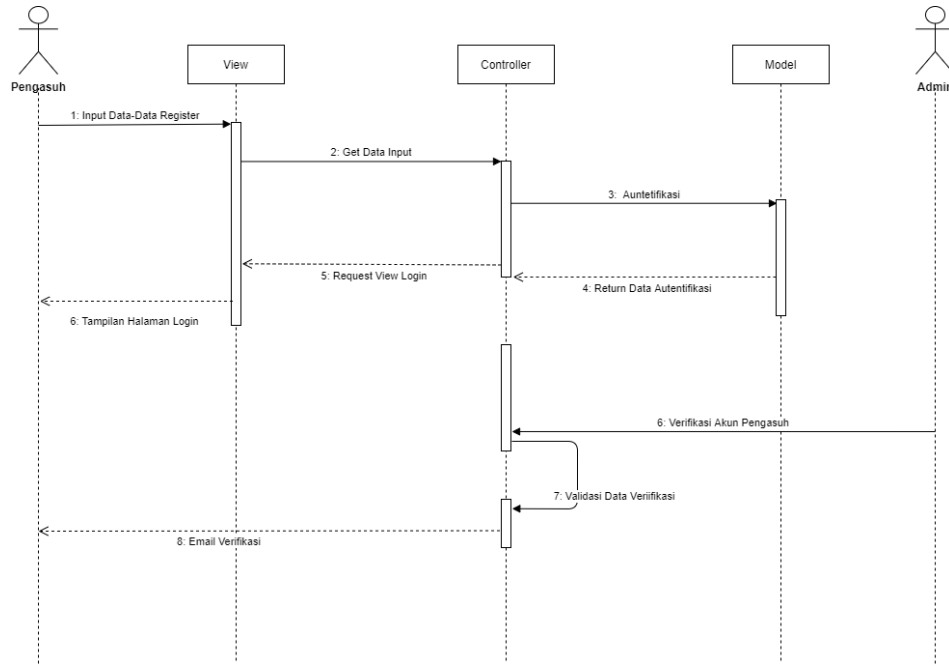 View
Controller
Model
Pengasuh
Admin
1: Input Data-Data Register
2: Get Data Input
3: Auntetifikasi
5: Request View Login
4: Return Data Autentifikasi
6: Tampilan Halaman Login
6: Verifikasi Akun Pengasuh
7: Validasi Data Veriifikasi
8: Email Verifikasi